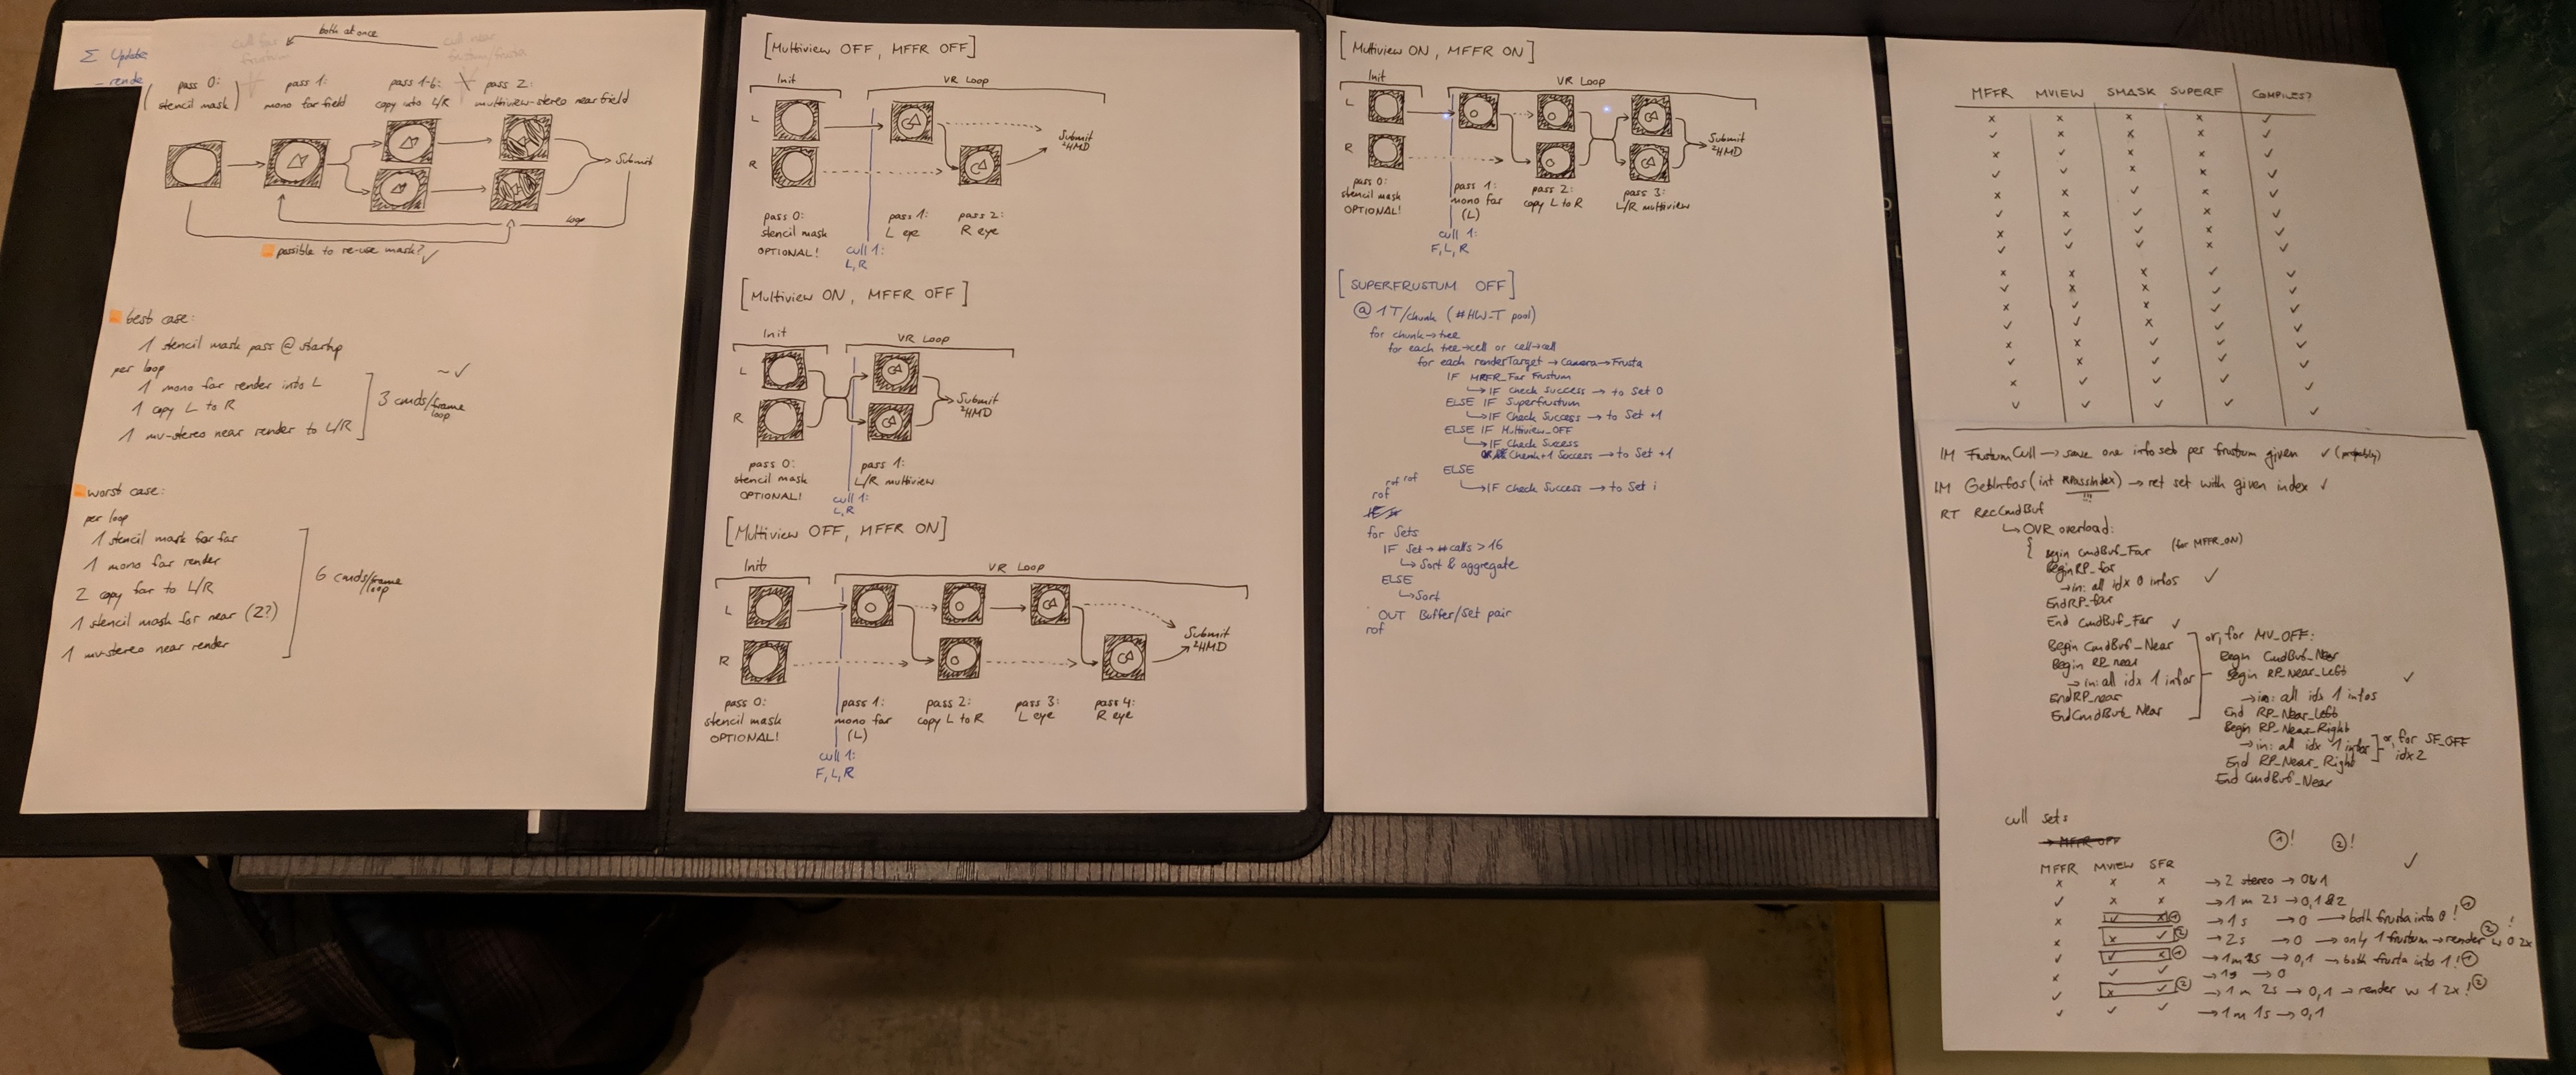 Σ Update
- rende
both at once
cull far
frustum
cull near
pass 0:
(stencil mask)
pass 1:
mono far field
pass 1-6:
copy into L/R
pass 2:
multiview-stereo near field
Submit
loop
possible to re-use mask? ✓
best case:
1 stencil mask pass @ startup
per loop
1 mono far render into L
1 copy L to R
1 mv-stereo near render to L/R
~✓
3 cmds/frame
loop
worst case:
per loop
1 stencil mask for far
1 mono far render
2 copy far to L/R
1 stencil mask for near (2?)
1 mv-stereo near render
6 cmds/frame
loop
[Multiview OFF, MFFR OFF]
Init
VR Loop
L
R
Submit
2HMD
pass 0:
stencil mask
OPTIONAL!
pass 1:
L eye
pass 2:
R eye
cull 1:
L, R
[Multiview ON, MFFR OFF]
Init
VR Loop
L
R
Submit
2HMD
pass 0:
stencil mask
OPTIONAL!
pass 1:
L/R multiview
cull 1:
L, R
[Multiview OFF, MFFR ON]
Init
VR Loop
L
R
Submit
2HMD
pass 0:
stencil mask
OPTIONAL!
pass 1:
mono far
(L)
pass 2:
copy L to R
pass 3:
L eye
pass 4:
R eye
cull 1:
F, L, R
[Multiview ON, MFFR ON]
Init
VR Loop
L
R
Submit
2HMD
pass 0:
stencil mask
OPTIONAL!
pass 1:
mono far
(L)
pass 2:
copy L to R
pass 3:
L/R multiview
cull 1:
F, L, R
[SUPERFRUSTUM OFF]
@ 1T/chunk (#HW-T pool)
for chunk→tree
for each tree→cell or cell→cell
for each renderTarget→Camera→Frusta
IF MFFR_Far Frustum
↳IF Check Success → to Set 0
ELSE IF Superfrustum
↳IF Check Success → to Set +1
ELSE IF Multiview_OFF
↳IF Check Success
Check+1 Success → to Set +1
ELSE
↳IF Check Success → to Set i
rof rof
rof
for Sets
IF Set→#calls > 16
↳Sort & aggregate
ELSE
↳Sort
OUT Buffer/Set pair
rof
MFFR MVIEW SMASK SUPERF COMPILES?
x x x x ✓
✓ x x x ✓
x ✓ x x ✓
✓ ✓ x x ✓
x x ✓ x ✓
✓ x ✓ x ✓
x ✓ ✓ x ✓
✓ ✓ ✓ x ✓
x x x ✓ ✓
✓ x x ✓ ✓
x ✓ x ✓ ✓
✓ ✓ x ✓ ✓
x x ✓ ✓ ✓
✓ x ✓ ✓ ✓
x ✓ ✓ ✓ ✓
✓ ✓ ✓ ✓ ✓
IM FrustumCull → save one info set per frustum given ✓ (probably)
IM GetInfos(int RPassIndex) → ret set with given index ✓
!!!
RT RecCmdBuf
↳ OVR overload:
{ Begin CmdBuf_Far (for MFFR_ON)
Begin RP_far
→ in: all idx 0 infos ✓
EndRP_far
End CmdBuf_Far ✓
Begin CmdBuf_Near
Begin RP_near
→ in: all idx 1 infos
EndRP_near
EndCmdBuf_Near
or, for MV_OFF:
Begin CmdBuf_Near
Begin RP_Near_Left ✓
→ in: all idx 1 infos
End RP_Near_Left
Begin RP_Near_Right
→ in: all idx 1 infos
End RP_Near_Right
End CmdBuf_Near
or, for SF_OFF
idx 2
cull sets
→ MFFR OFF
①! ②! ✓
MFFR MVIEW SFR
x x x → 2 stereo → 0&1
✓ x x → 1m 2s → 0,1&2
x ✓ x ① → 1s → 0 → both frusta into 0! ①
x x ✓ ② → 2s → 0 → only 1 frustum → render w 0 2x ②!
✓ ✓ x ① → 1m 1s → 0,1 → both frusta into 1! ①
x ✓ ✓ → 1s → 0
✓ x ✓ ② → 1m 2s → 0,1 → render w 1 2x! ②
✓ ✓ ✓ → 1m 1s → 0,1